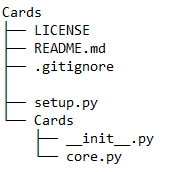 Cards
├── LICENSE
├── README.md
├── .gitignore
│
├── setup.py
└── Cards
    ├── __init__.py
    └── core.py